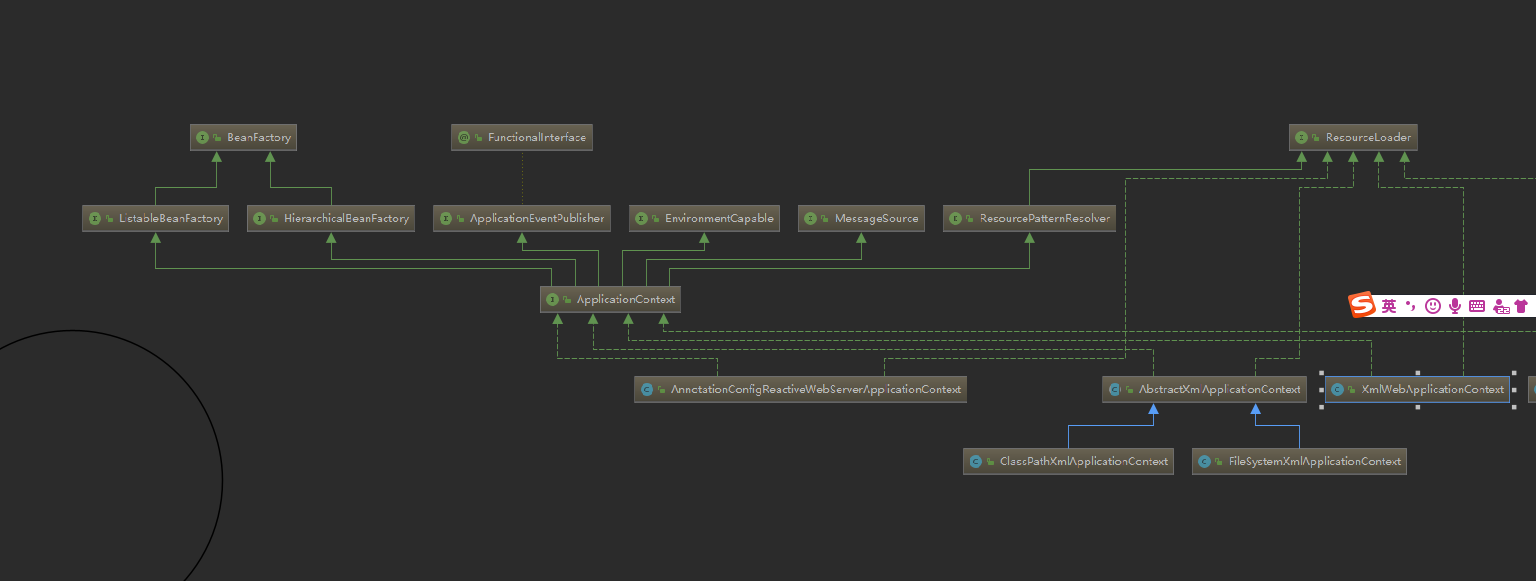 BeanFactory
FunctionalInterface
ResourceLoader
ListableBeanFactory
HierarchicalBeanFactory
ApplicationEventPublisher
EnvironmentCapable
MessageSource
ResourcePatternResolver
ApplicationContext
英
AnnotationConfigReactiveWebServerApplicationContext
AbstractXmlApplicationContext
XmlWebApplicationContext
ClassPathXmlApplicationContext
FileSystemXmlApplicationContext